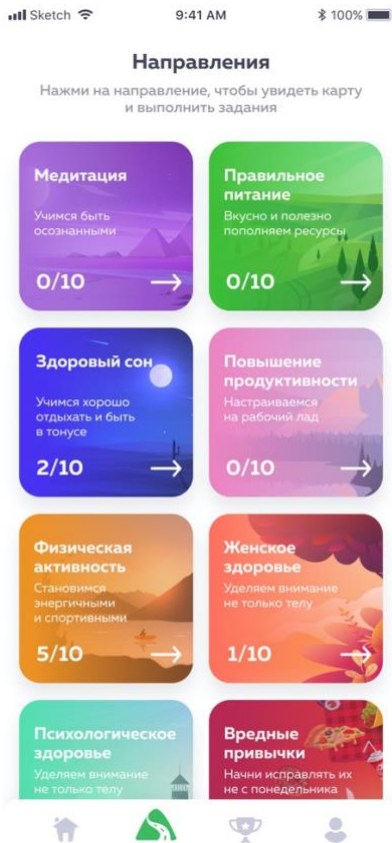 Sketch 9:41 AM 100%
Направления
Нажми на направление, чтобы увидеть карту
и выполнить задания
Медитация
Учимся быть
осознанными
0/10
Правильное
питание
Вкусно и полезно
пополняем ресурсы
0/10
Здоровый сон
Учимся хорошо
отдыхать и быть
в тонусе
2/10
Повышение
продуктивности
Настраиваемся
на рабочий лад
0/10
Физическая
активность
Становимся
энергичными
и спортивными
5/10
Женское
здоровье
Уделяем внимание
не только телу
1/10
Психологическое
здоровье
Уделяем внимание
не только телу
Вредные
привычки
Начни исправлять их
не с понедельника